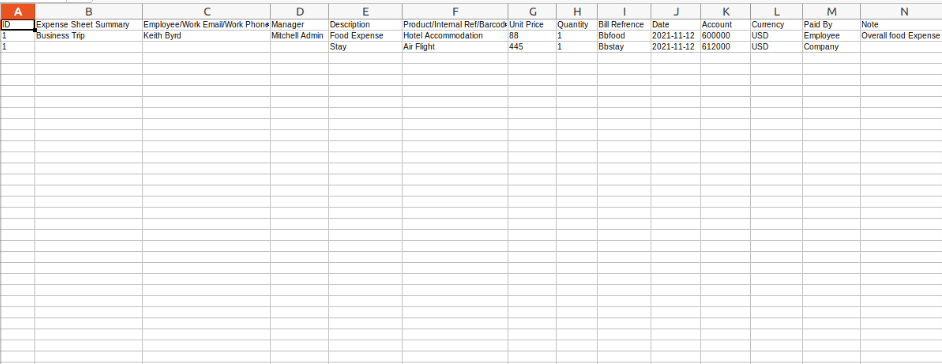 A B C D E F G H I J K L M N
ID Expense Sheet Summary Employee/Work Email/Work Phone Manager Description Product/Internal Ref/Barcod Unit Price Quantity Bill Refrence Date Account Currency Paid By Note
1 Business Trip Keith Byrd Mitchell Admin Food Expense Hotel Accommodation 88 1 Bbfood 2021-11-12 600000 USD Employee Overall food Expense
1 Stay Air Flight 445 1 Bbstay 2021-11-12 612000 USD Company